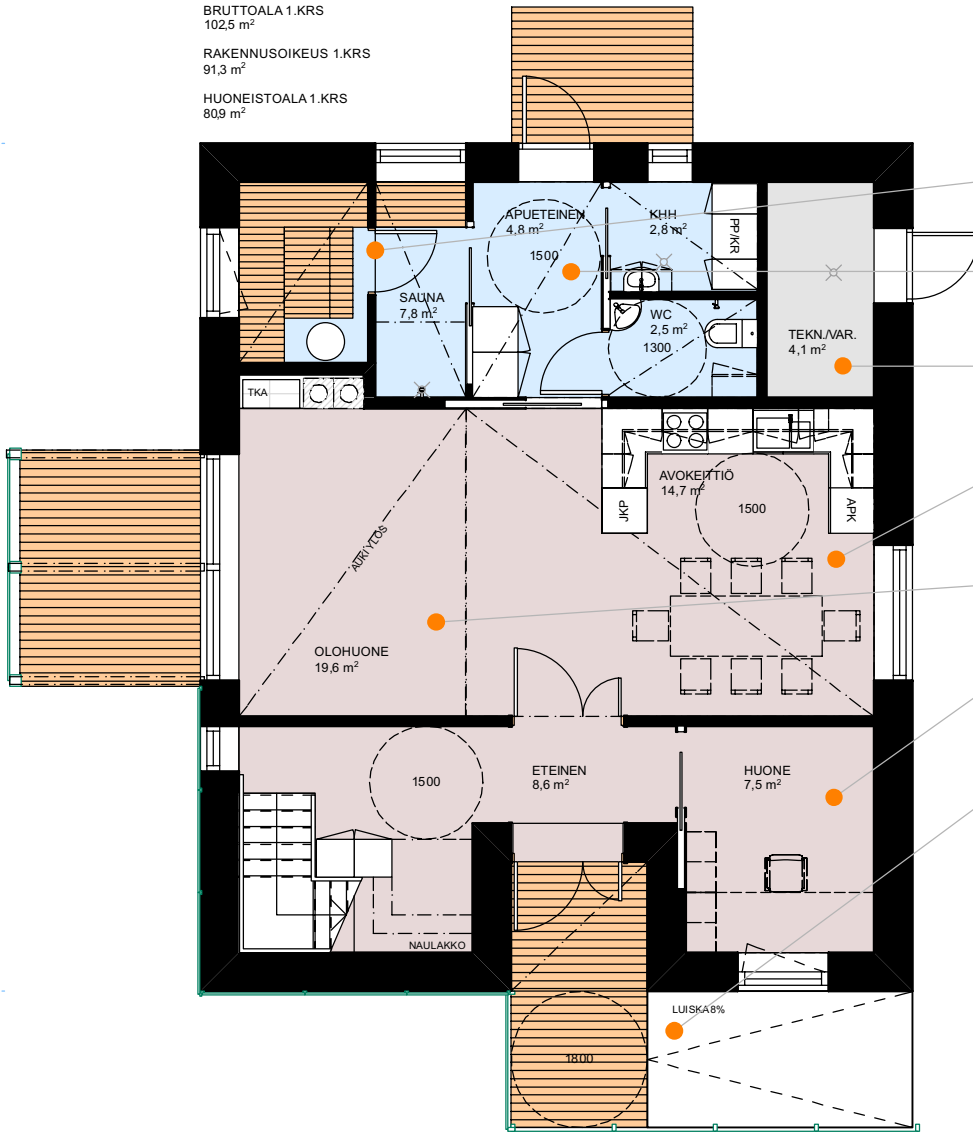 BRUTTOALA 1.KRS
102,5 m²
RAKENNUSOIKEUS 1.KRS
91,3 m²
HUONEISTOALA 1.KRS
80,9 m²
APUETEINEN
4,8 m²
1500
KHH
2,8 m²
PP/KR
SAUNA
7,8 m²
WC
2,5 m²
1300
TEKN./VAR.
4,1 m²
TKA
AVOKEITTIÖ
14,7 m²
JKP
1500
APK
AUKI YLÖS
OLOHUONE
19,6 m²
1500
ETEINEN
8,6 m²
HUONE
7,5 m²
NAULAKKO
LUISKA 8%
1800